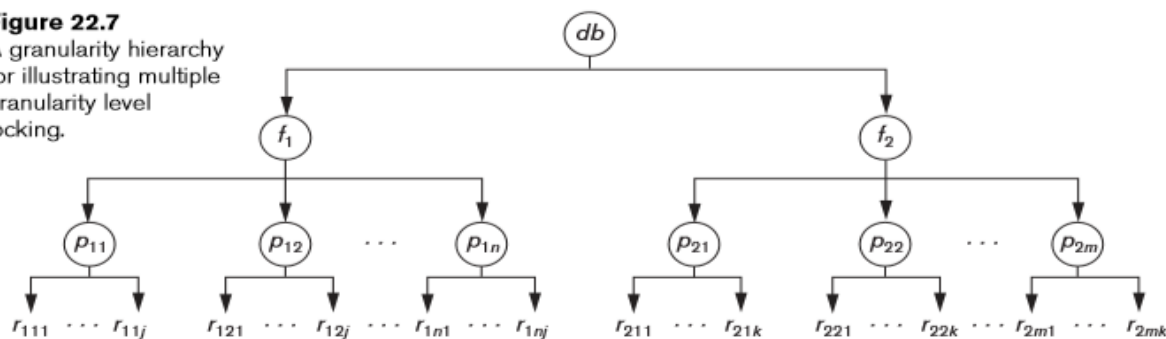 igure 22.7
A granularity hierarchy
or illustrating multiple
ranularity level
ocking.
db
f1 f2
p11 p12 . . . p1n p21 p22 . . . p2m
r111 . . . r11j r121 . . . r12j . . . r1n1 . . . r1nj r211 . . . r21k r221 . . . r22k . . . r2m1 . . . r2mk